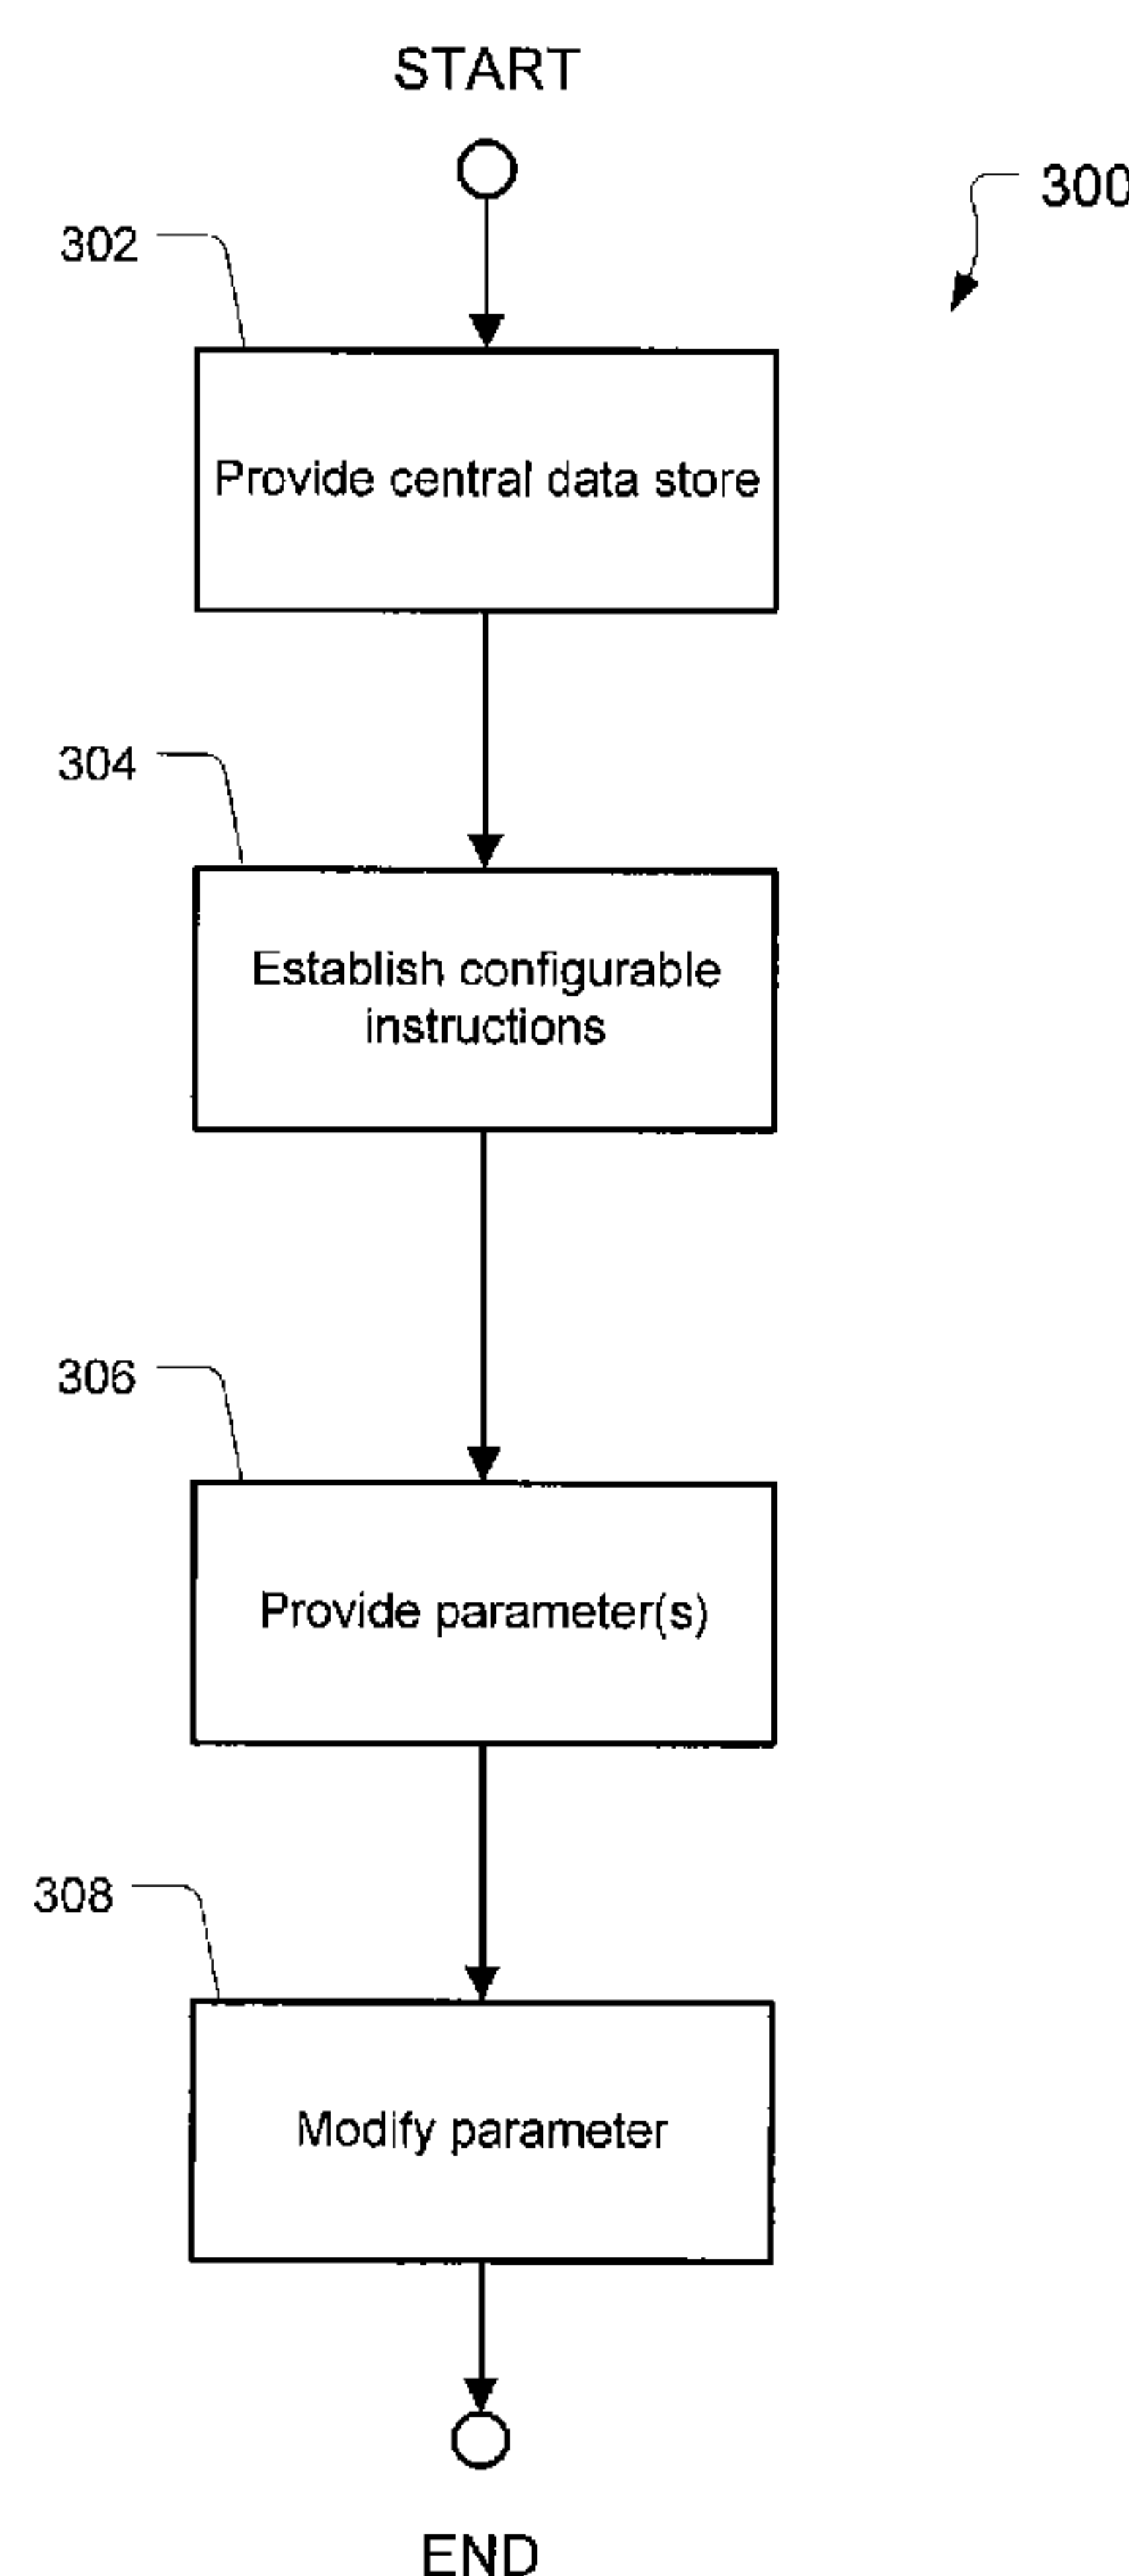 START
300
302
Provide central data store
304
Establish configurable
instructions
306
Provide parameter(s)
308
Modify parameter
END